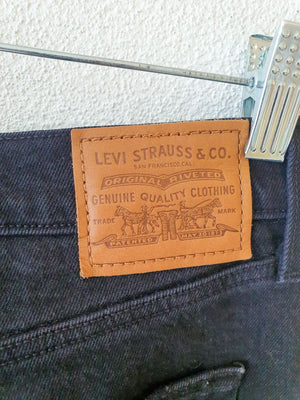 LEVI STRAUSS & CO.
SAN FRANCISCO, CAL.
ORIGINAL RIVETED
GENUINE QUALITY CLOTHING
TRADE MARK
PATENTED MAY 20 1873